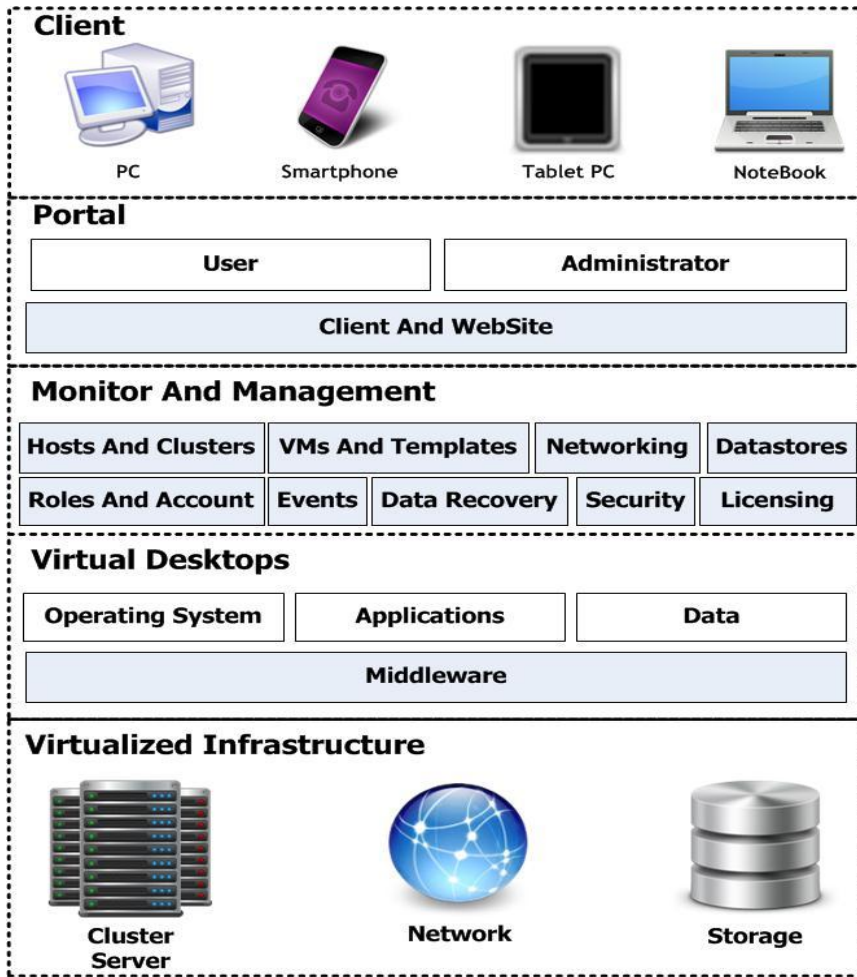 Client
PC
Smartphone
Tablet PC
NoteBook
Portal
User
Administrator
Client And WebSite
Monitor And Management
Hosts And Clusters
VMs And Templates
Networking
Datastores
Roles And Account
Events
Data Recovery
Security
Licensing
Virtual Desktops
Operating System
Applications
Data
Middleware
Virtualized Infrastructure
Cluster
Server
Network
Storage